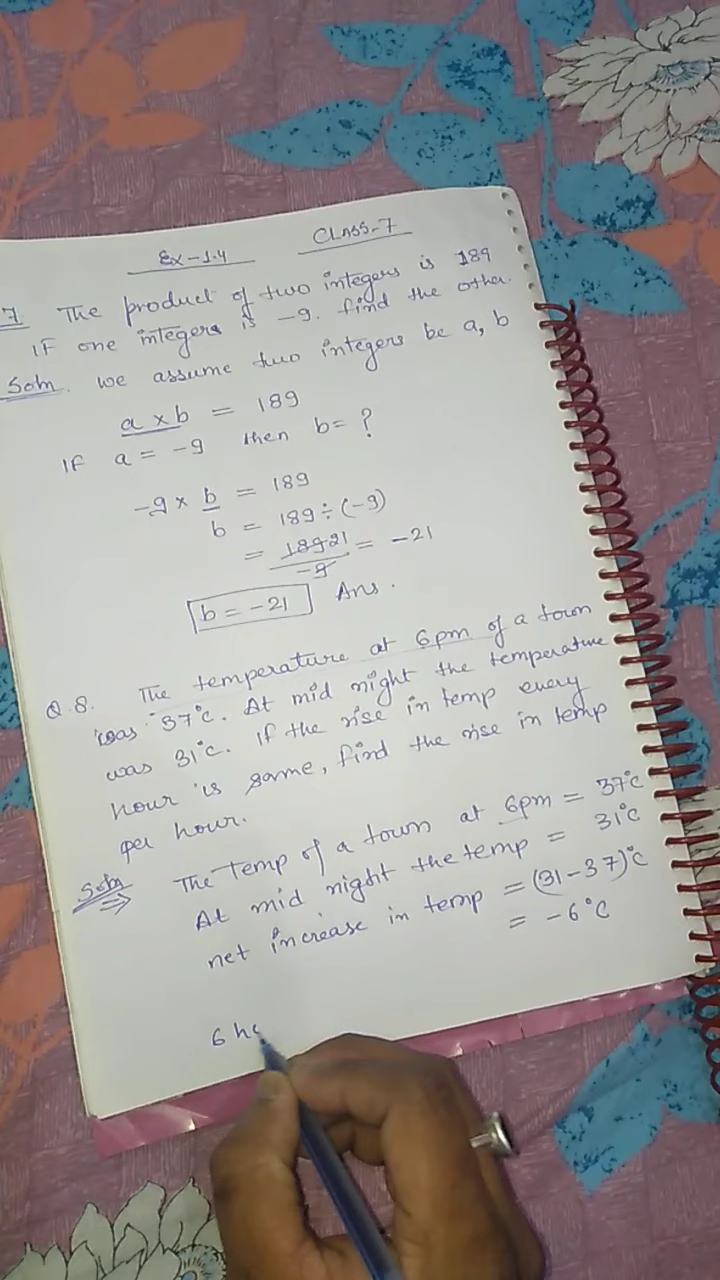 Ex-1.4 CLASS-7
7 The product of two integers is 189
IF one integers is -9. find the other.
Soln. we assume two integers be a, b
a x b = 189
IF a = -9 then b= ?
-9 x b = 189
b = 189 ÷ (-9)
= 189 21 / -9 = -21
b = -21 Ans.
Q.8. The temperature at 6pm of a town
was 37°C. At mid night the temperature
was 31°C. if the rise in temp every
hour is same, find the rise in temp
per hour.
Soln ⇒ The Temp of a town at 6pm = 37°C
At mid night the temp = 31°C
net increase in temp = (31-37)°C
= -6°C
6 ho